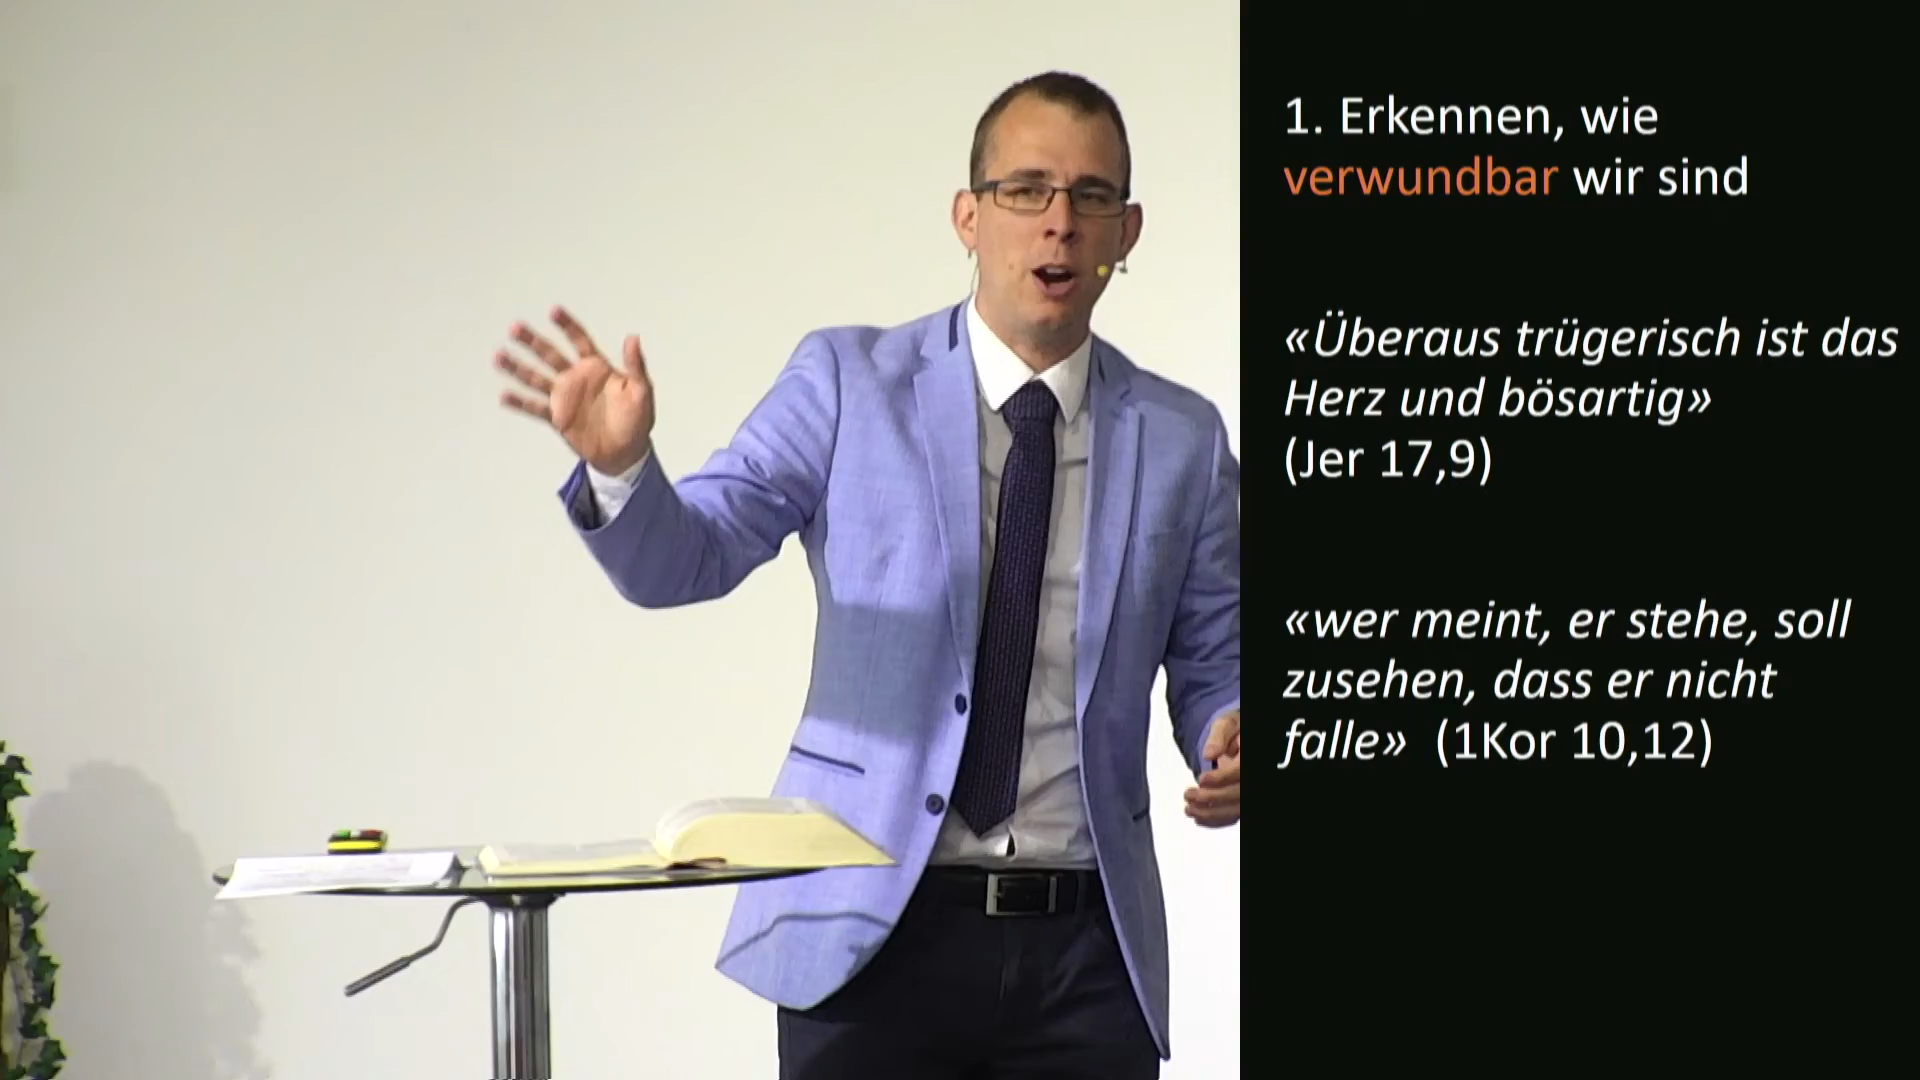 1. Erkennen, wie
verwundbar wir sind
«Überaus trügerisch ist das
Herz und bösartig»
(Jer 17,9)
«wer meint, er stehe, soll
zusehen, dass er nicht
falle» (1Kor 10,12)